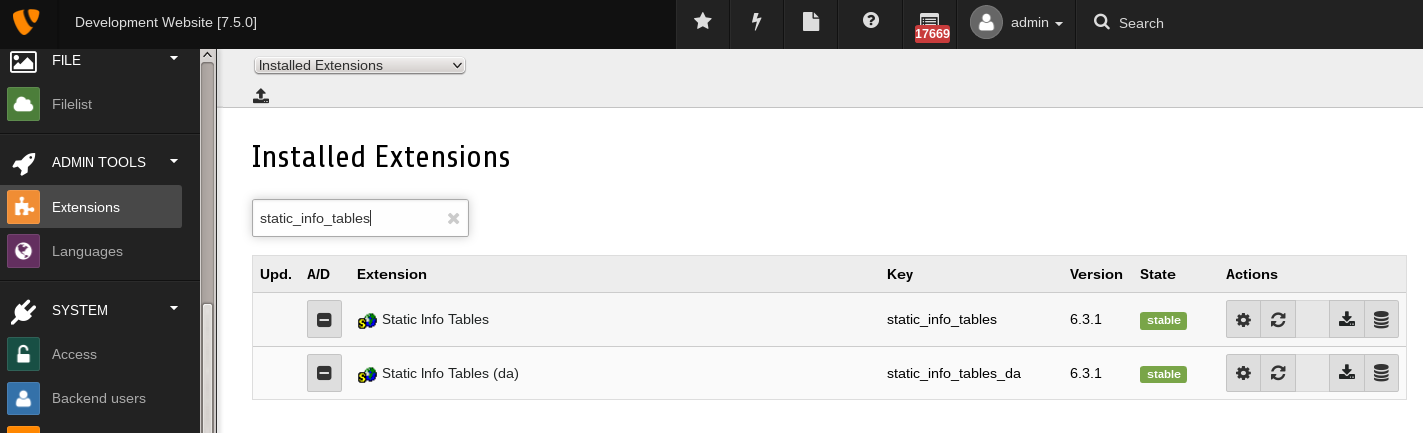 Development Website [7.5.0]
17669
admin
Search
FILE
Filelist
ADMIN TOOLS
Extensions
Languages
SYSTEM
Access
Backend users
Installed Extensions
Installed Extensions
static_info_tables
Upd. A/D Extension Key Version State Actions
Static Info Tables static_info_tables 6.3.1 stable
Static Info Tables (da) static_info_tables_da 6.3.1 stable